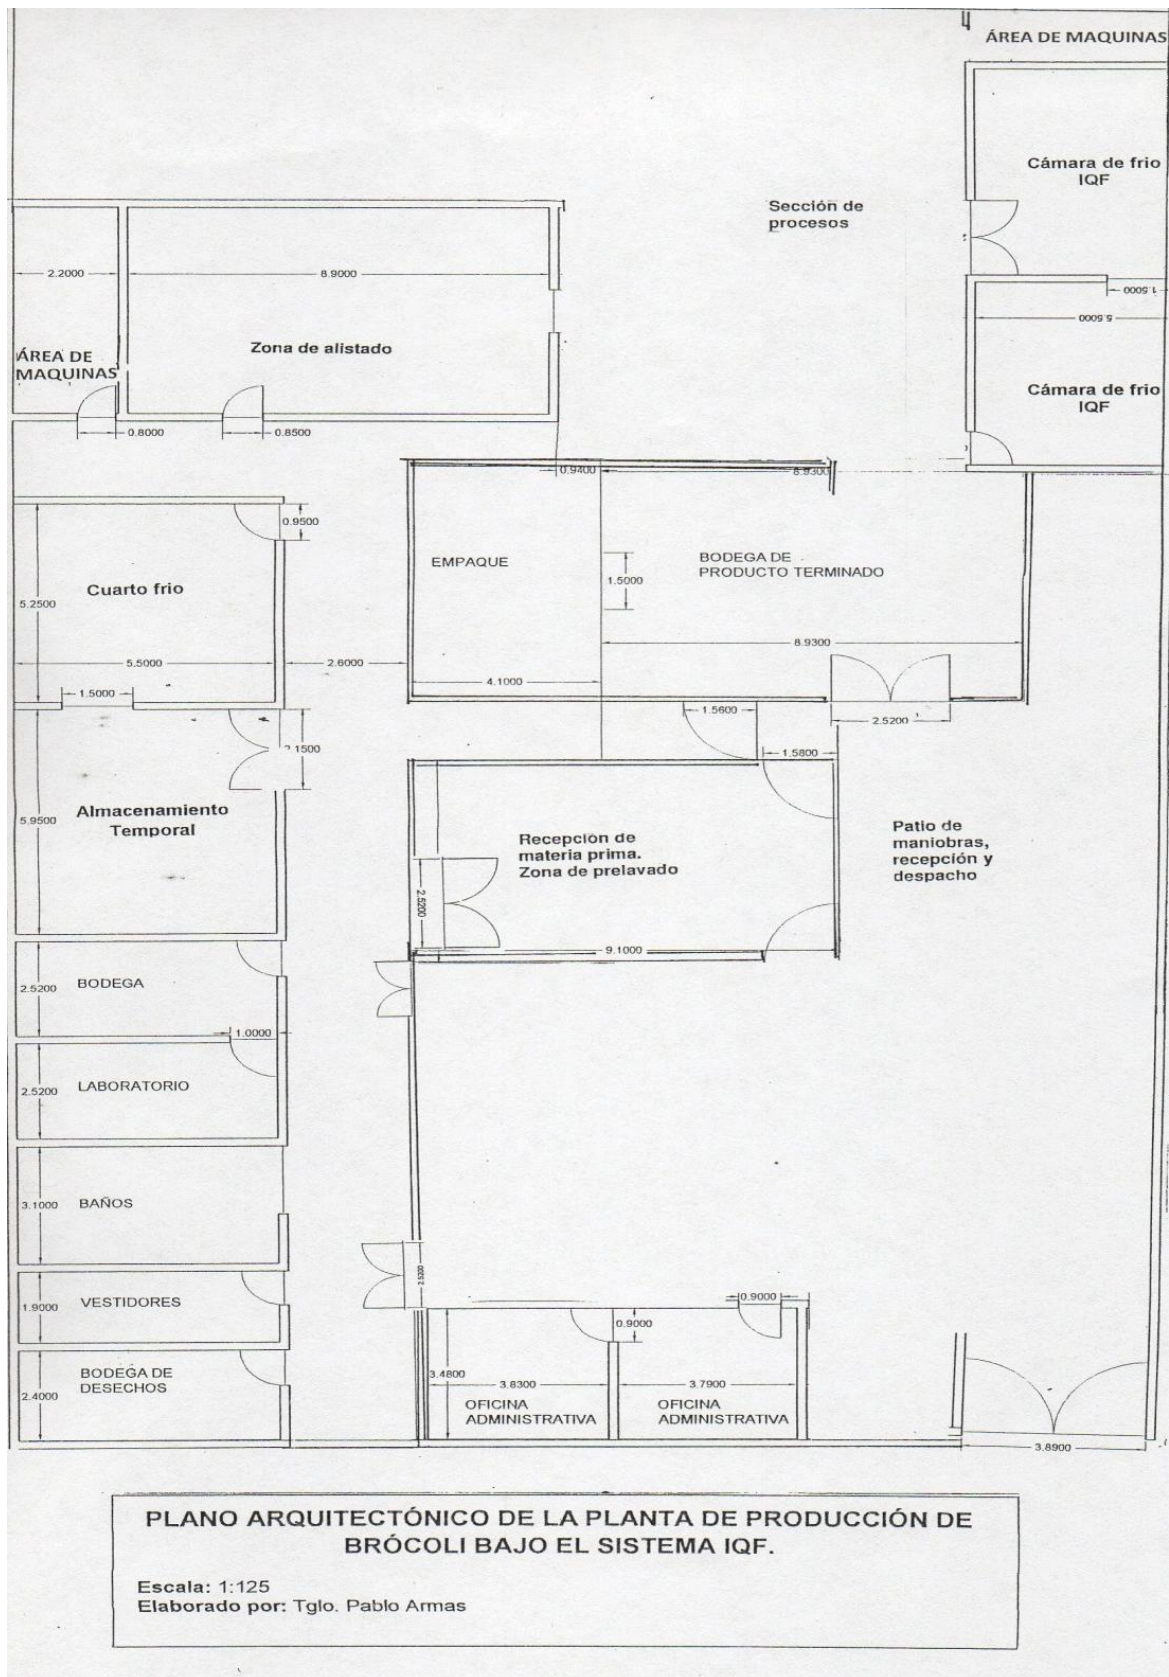 ÁREA DE MAQUINAS
Cámara de frio
IQF
Sección de
procesos
2.2000
8.9000
1.5000
5.5000
Zona de alistado
ÁREA DE
MAQUINAS
Cámara de frio
IQF
0.8000
0.8500
0.9400
8.9300
0.9500
EMPAQUE
BODEGA DE
PRODUCTO TERMINADO
1.5000
Cuarto frio
5.2500
5.5000
2.6000
8.9300
4.1000
1.5000
1.5600
2.5200
2.1500
1.5800
Almacenamiento
Temporal
5.9500
Recepción de
materia prima.
Zona de prelavado
Patio de
maniobras,
recepción y
despacho
2.5200
9.1000
BODEGA
2.5200
1.0000
LABORATORIO
2.5200
BAÑOS
3.1000
2.5200
VESTIDORES
1.9000
0.9000
0.9000
BODEGA DE
DESECHOS
2.4000
3.4800
3.8300
3.7900
OFICINA
ADMINISTRATIVA
OFICINA
ADMINISTRATIVA
3.8900
PLANO ARQUITECTÓNICO DE LA PLANTA DE PRODUCCIÓN DE
BRÓCOLI BAJO EL SISTEMA IQF.
Escala: 1:125
Elaborado por: Tglo. Pablo Armas